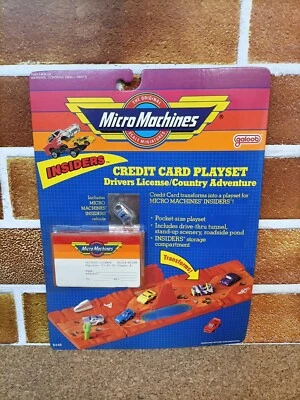 THE ORIGINAL
Micro Machines
SCALE MINIATURES
galoob
INSIDERS
CREDIT CARD PLAYSET
Drivers License/Country Adventure
Includes
MICRO
MACHINES
INSIDERS
vehicle
Credit Card transforms into a playset for
MICRO MACHINES INSIDERS!
• Pocket-size playset
• Includes drive-thru tunnel,
stand-up scenery, roadside pond
• INSIDERS storage
compartment
Micro Machines
Transforms!